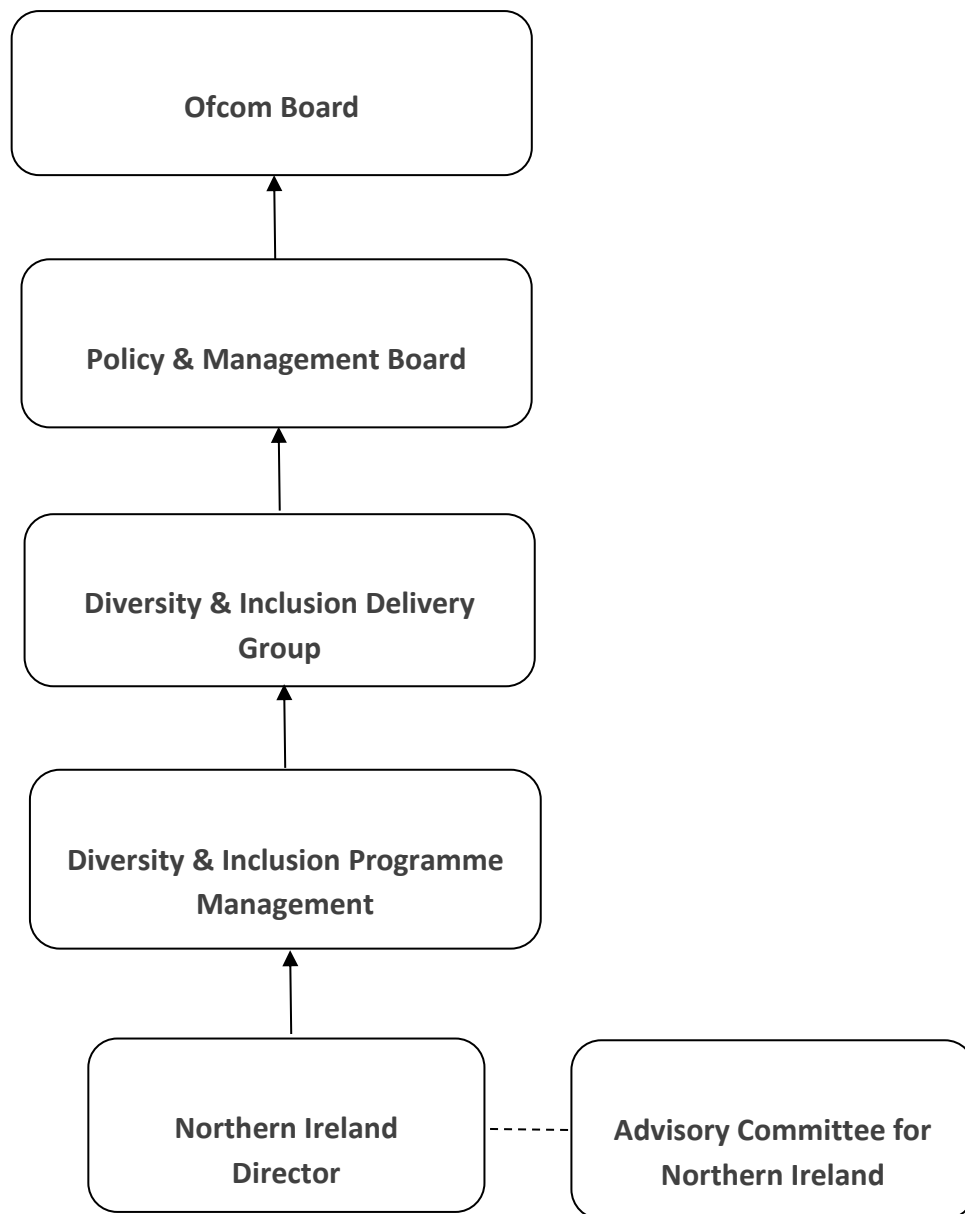 Ofcom Board
Policy & Management Board
Diversity & Inclusion Delivery
Group
Diversity & Inclusion Programme
Management
Northern Ireland
Director
Advisory Committee for
Northern Ireland